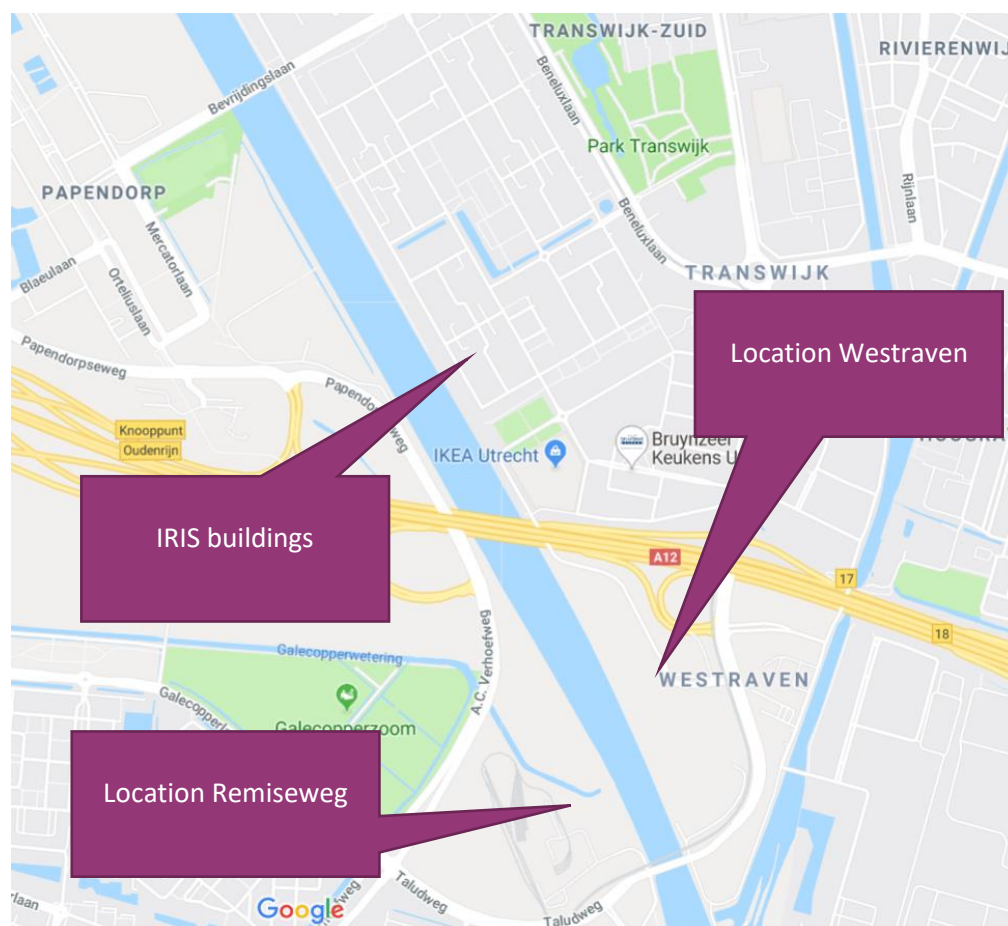 TRANSWIJK-ZUID
RIVIERENWIJ
Bevrijdingslaan
Beneluxlaan
Park Transwijk
PAPENDORP
Mercatorlaan
Rijnlaan
Beneluxlaan
Blaeulaan
Orteliuslaan
TRANSWIJK
Papendorpseweg
Location Westraven
Knooppunt
Oudenrijn
IKEA Utrecht
Bruynzeel
Keukens U
IRIS buildings
A12
17
18
A.C. Verhoefweg
Galecopperwetering
WESTRAVEN
Galecopperzoom
Location Remiseweg
Taludweg
Taludweg
Google